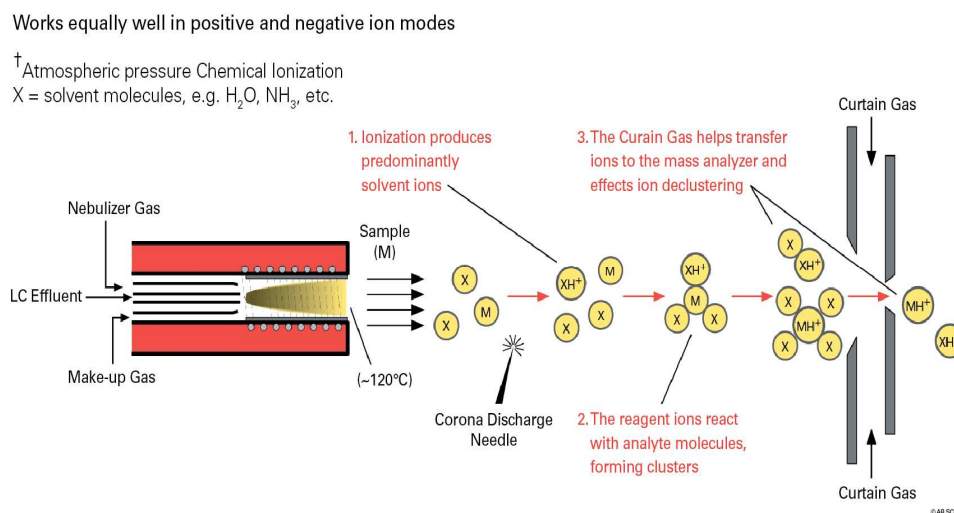 Works equally well in positive and negative ion modes
†Atmospheric pressure Chemical Ionization
X = solvent molecules, e.g. H₂O, NH₃, etc.
Curtain Gas
1. Ionization produces
predominantly
solvent ions
3. The Curain Gas helps transfer
ions to the mass analyzer and
effects ion declustering
Nebulizer Gas
Sample
(M)
LC Effluent
Make-up Gas
(~120°C)
X
M
X
XH⁺
M
X
X
XH⁺
M
X
X
X
XH⁺
X
X
MH⁺
X
X
MH⁺
XH
Corona Discharge
Needle
2. The reagent ions react
with analyte molecules,
forming clusters
Curtain Gas
©AB SC